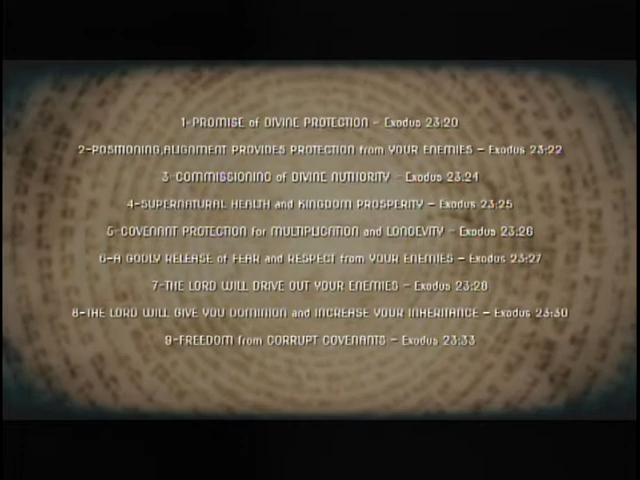 1-PROMISE of DIVINE PROTECTION - Exodus 23:20
2-POSITIONING,ALIGNMENT PROVIDES PROTECTION from YOUR ENEMIES - Exodus 23:22
3-COMMISSIONING of DIVINE AUTHORITY - Exodus 23:24
4-SUPERNATURAL HEALTH and KINGDOM PROSPERITY - Exodus 23:25
5-COVENANT PROTECTION for MULTIPLICATION and LONGEVITY - Exodus 23:26
6-A GODLY RELEASE of FEAR and RESPECT from YOUR ENEMIES - Exodus 23:27
7-THE LORD WILL DRIVE OUT YOUR ENEMIES - Exodus 23:28
8-THE LORD WILL GIVE YOU DOMINION and INCREASE YOUR INHERITANCE - Exodus 23:30
9-FREEDOM from CORRUPT COVENANTS - Exodus 23:33